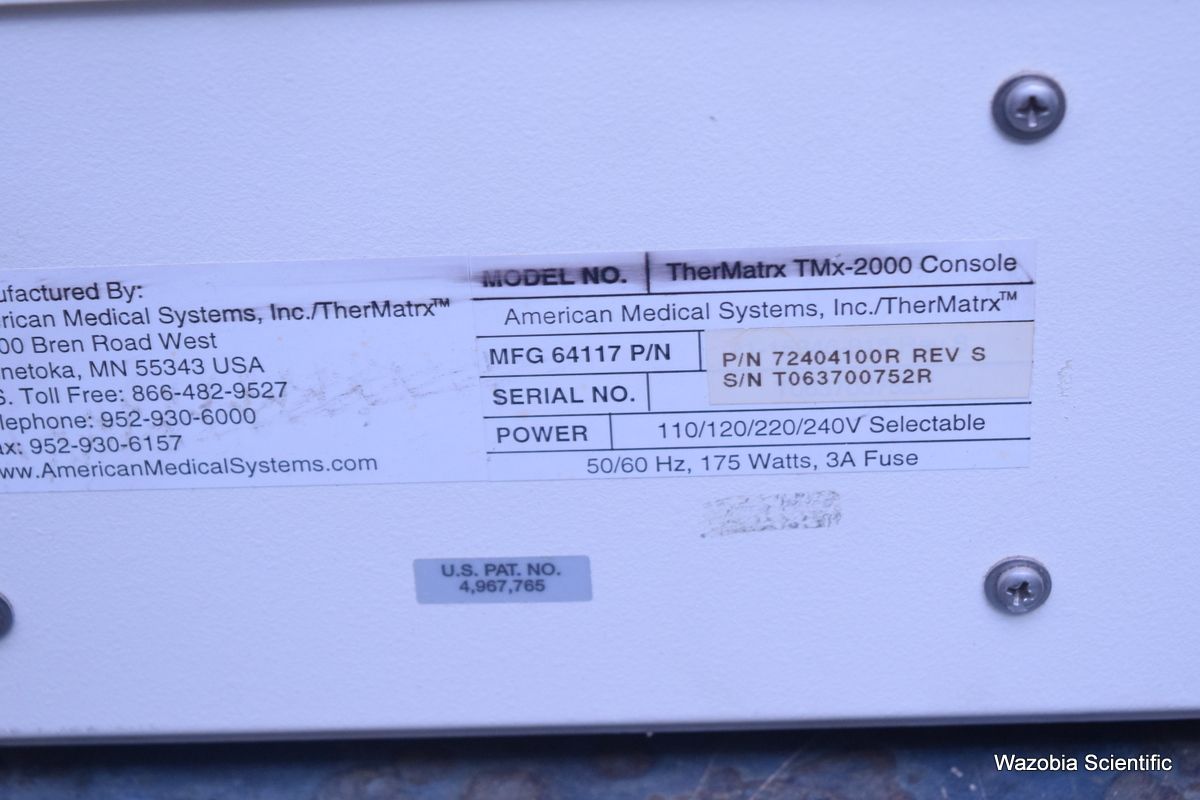 ufactured By:
rican Medical Systems, Inc./TherMatrx™
00 Bren Road West
netoka, MN 55343 USA
S. Toll Free: 866-482-9527
lephone: 952-930-6000
ax: 952-930-6157
ww.AmericanMedicalSystems.com
MODEL NO. TherMatrx TMx-2000 Console
American Medical Systems, Inc./TherMatrx™
MFG 64117 P/N
P/N 72404100R REV S
S/N T063700752R
SERIAL NO.
POWER 110/120/220/240V Selectable
50/60 Hz, 175 Watts, 3A Fuse
U.S. PAT. NO.
4,967,765
Wazobia Scientific